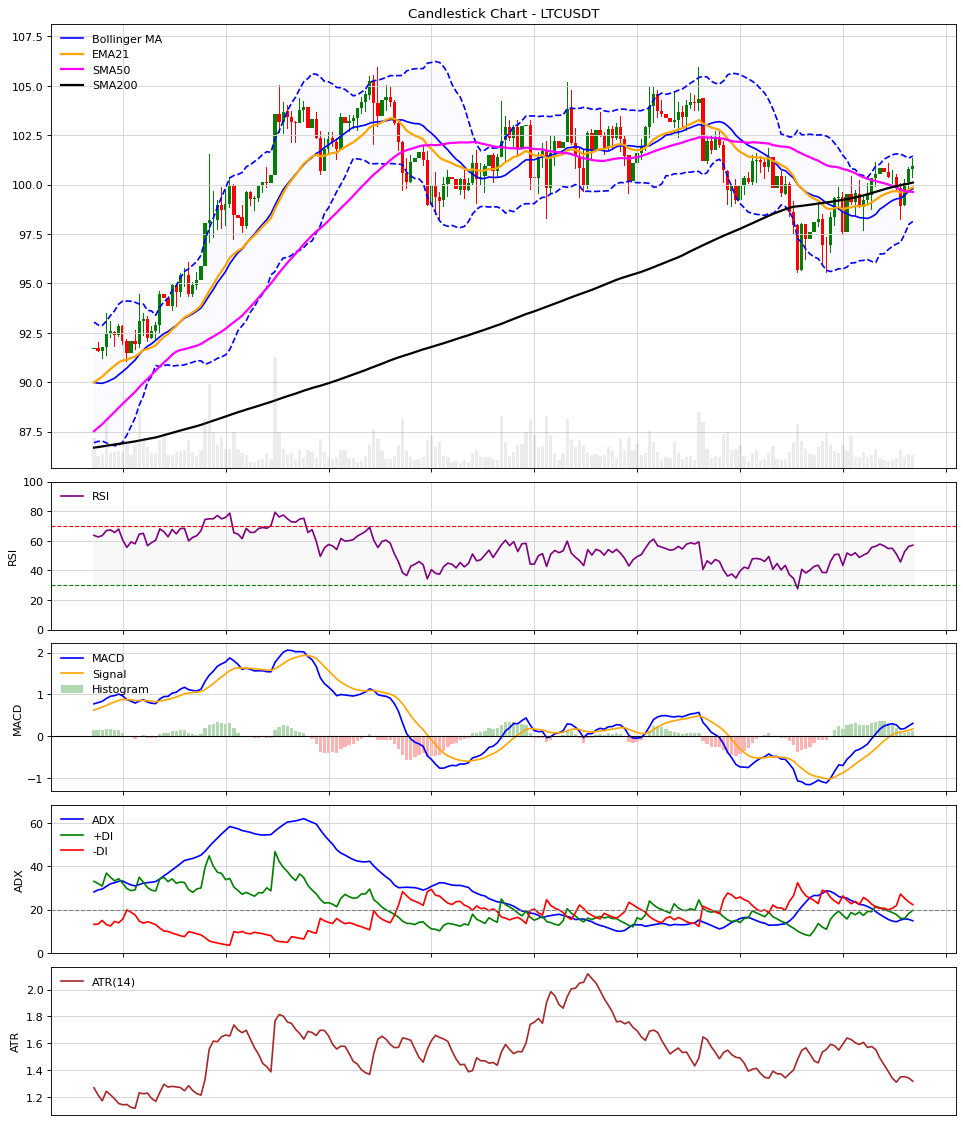 Candlestick Chart - LTCUSDT
Bollinger MA
EMA21
SMA50
SMA200
107.5
105.0
102.5
100.0
97.5
95.0
92.5
90.0
87.5
RSI
RSI
100
80
60
40
20
0
MACD
Signal
Histogram
MACD
2
1
0
−1
ADX
+DI
-DI
ADX
60
40
20
0
ATR(14)
ATR
2.0
1.8
1.6
1.4
1.2